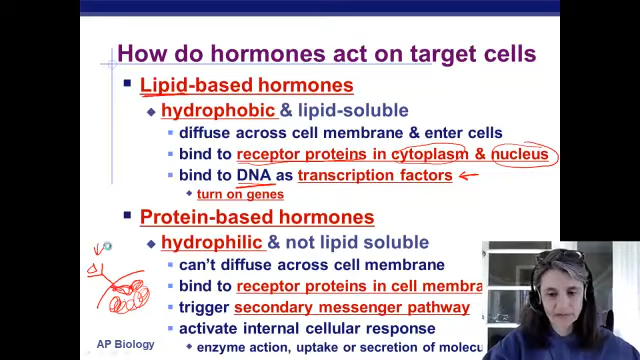 How do hormones act on target cells
Lipid-based hormones
hydrophobic & lipid-soluble
diffuse across cell membrane & enter cells
bind to receptor proteins in cytoplasm & nucleus
bind to DNA as transcription factors
turn on genes
Protein-based hormones
hydrophilic & not lipid soluble
can't diffuse across cell membrane
bind to receptor proteins in cell membra
trigger secondary messenger pathway
activate internal cellular response
enzyme action, uptake or secretion of molecu
AP Biology